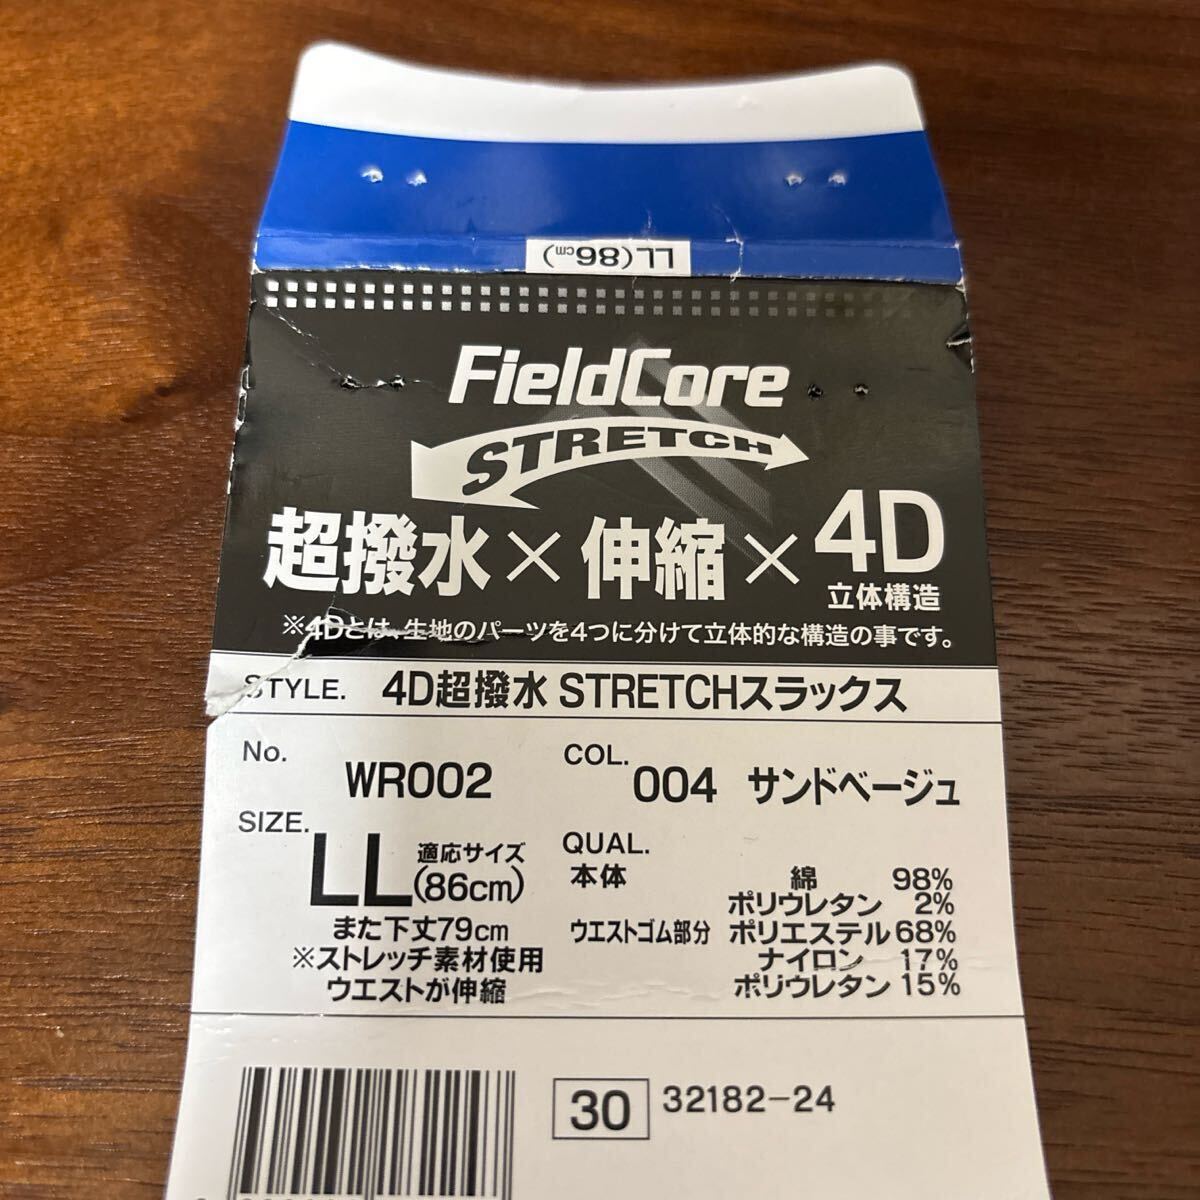 LL(86cm)
FieldCore
STRETCH
超撥水×伸縮×4D
立体構造
※4Dとは、生地のパーツを4つに分けて立体的な構造の事です。
STYLE. 4D超撥水 STRETCHスラックス
No. WR002
COL. 004 サンドベージュ
SIZE. LL 適応サイズ (86cm)
また下丈79cm
※ストレッチ素材使用
ウエストが伸縮
QUAL.
本体 綿 98%
ポリウレタン 2%
ウエストゴム部分 ポリエステル 68%
ナイロン 17%
ポリウレタン 15%
30 32182-24